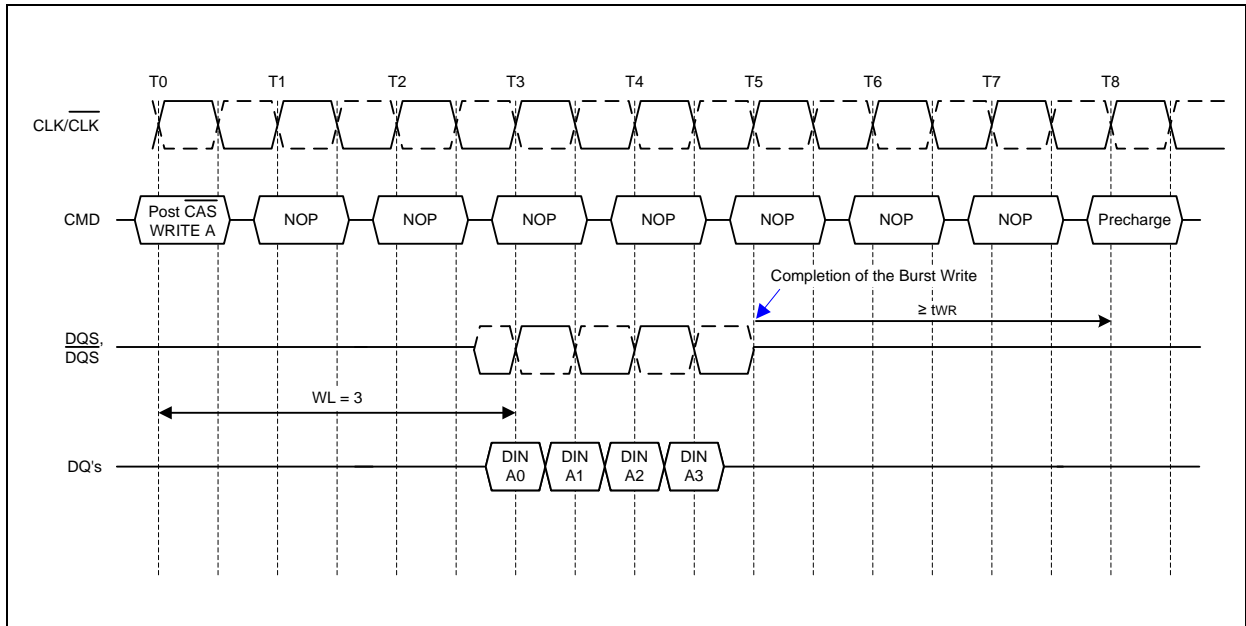 T0 T1 T2 T3 T4 T5 T6 T7 T8
CLK/CLK
CMD
Post CAS
WRITE A
NOP NOP NOP NOP NOP NOP NOP Precharge
Completion of the Burst Write
≥ tWR
DQS,
DQS
WL = 3
DQ's
DIN
A0
DIN
A1
DIN
A2
DIN
A3